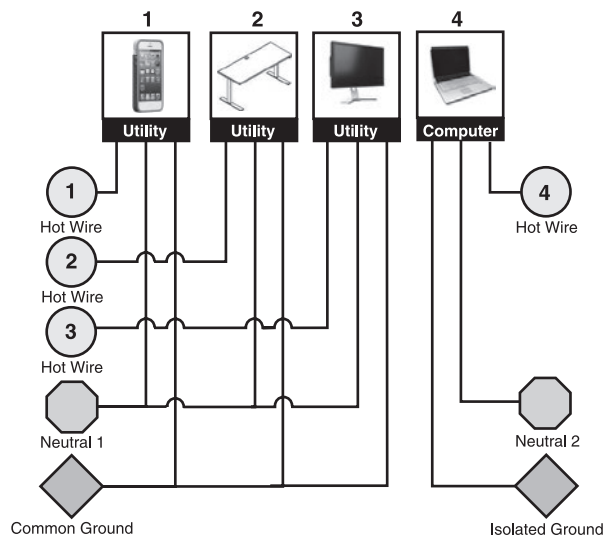 1 2 3 4
Utility Utility Utility Computer
1 4
Hot Wire Hot Wire
2
Hot Wire
3
Hot Wire
Neutral 1 Neutral 2
Common Ground Isolated Ground